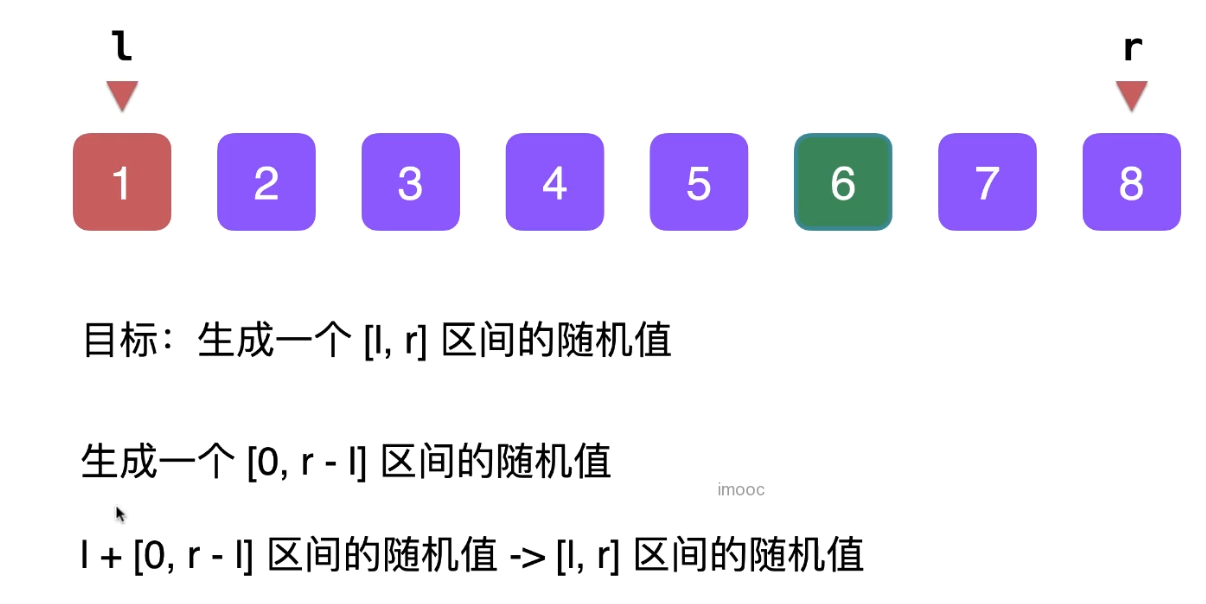 l r
1 2 3 4 5 6 7 8
目标：生成一个 [l, r] 区间的随机值
生成一个 [0, r - l] 区间的随机值
imooc
l + [0, r - l] 区间的随机值 -> [l, r] 区间的随机值